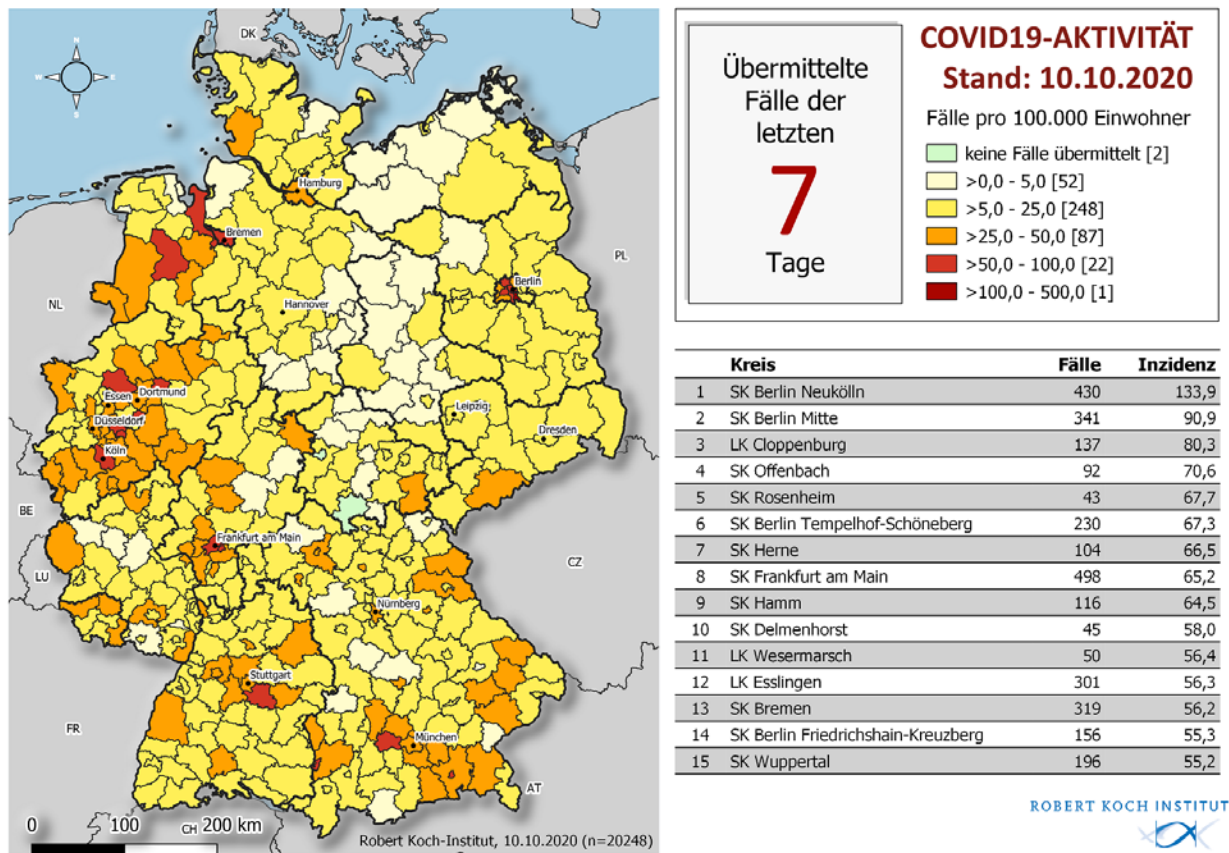 DK
N
W
E
S
Hamburg
Bremen
PL
Berlin
NL
Hannover
Essen
Dortmund
Düsseldorf
Leipzig
Dresden
Köln
BE
Frankfurt am Main
CZ
LU
Nürnberg
Stuttgart
FR
München
AT
0 100 CH 200 km
Robert Koch-Institut, 10.10.2020 (n=20248)
Übermittelte
Fälle der
letzten
7
Tage
COVID19-AKTIVITÄT
Stand: 10.10.2020
Fälle pro 100.000 Einwohner
keine Fälle übermittelt [2]
>0,0 - 5,0 [52]
>5,0 - 25,0 [248]
>25,0 - 50,0 [87]
>50,0 - 100,0 [22]
>100,0 - 500,0 [1]
Kreis Fälle Inzidenz
1 SK Berlin Neukölln 430 133,9
2 SK Berlin Mitte 341 90,9
3 LK Cloppenburg 137 80,3
4 SK Offenbach 92 70,6
5 SK Rosenheim 43 67,7
6 SK Berlin Tempelhof-Schöneberg 230 67,3
7 SK Herne 104 66,5
8 SK Frankfurt am Main 498 65,2
9 SK Hamm 116 64,5
10 SK Delmenhorst 45 58,0
11 LK Wesermarsch 50 56,4
12 LK Esslingen 301 56,3
13 SK Bremen 319 56,2
14 SK Berlin Friedrichshain-Kreuzberg 156 55,3
15 SK Wuppertal 196 55,2
ROBERT KOCH INSTITUT